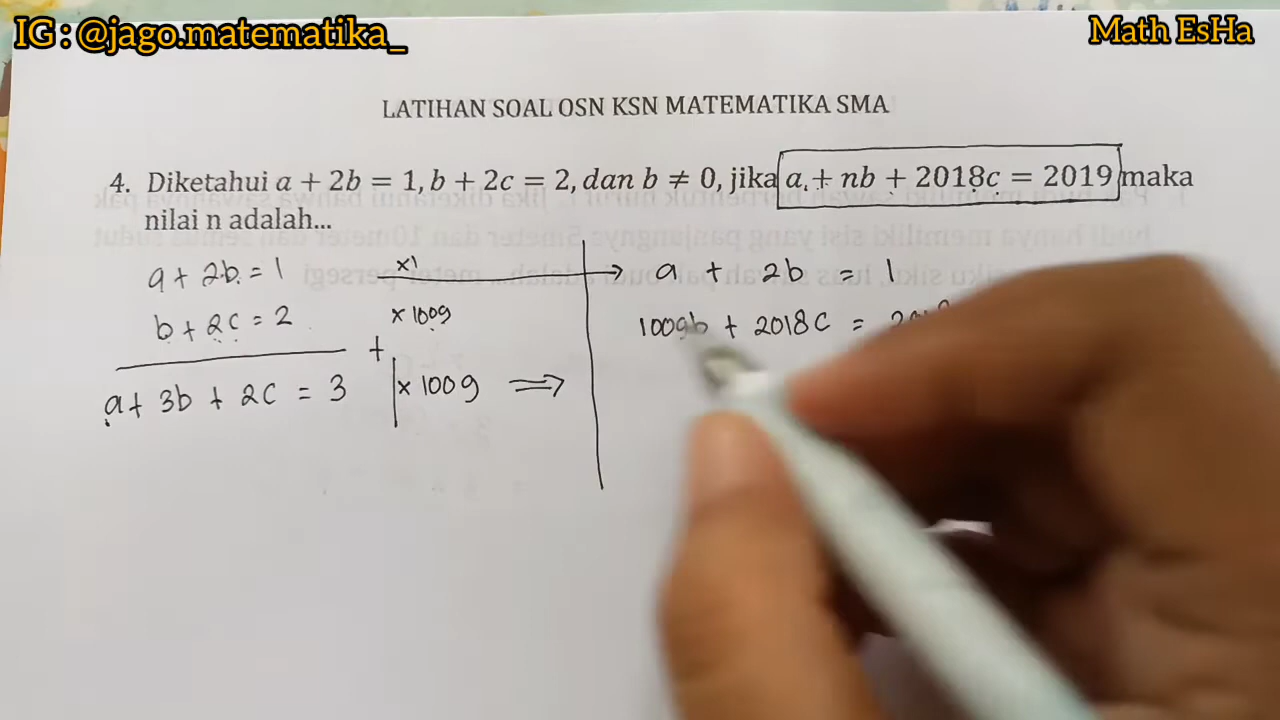 IG : @jago.matematika_
Math EsHa
LATIHAN SOAL OSN KSN MATEMATIKA SMA
4. Diketahui a + 2b = 1, b + 2c = 2, dan b ≠ 0, jika a + nb + 2018c = 2019 maka
nilai n adalah...
a + 2b = 1 ×1 → a + 2b = 1
b + 2c = 2 × 1009 1009b + 2018c =
+
a + 3b + 2c = 3 × 1009 ⇒